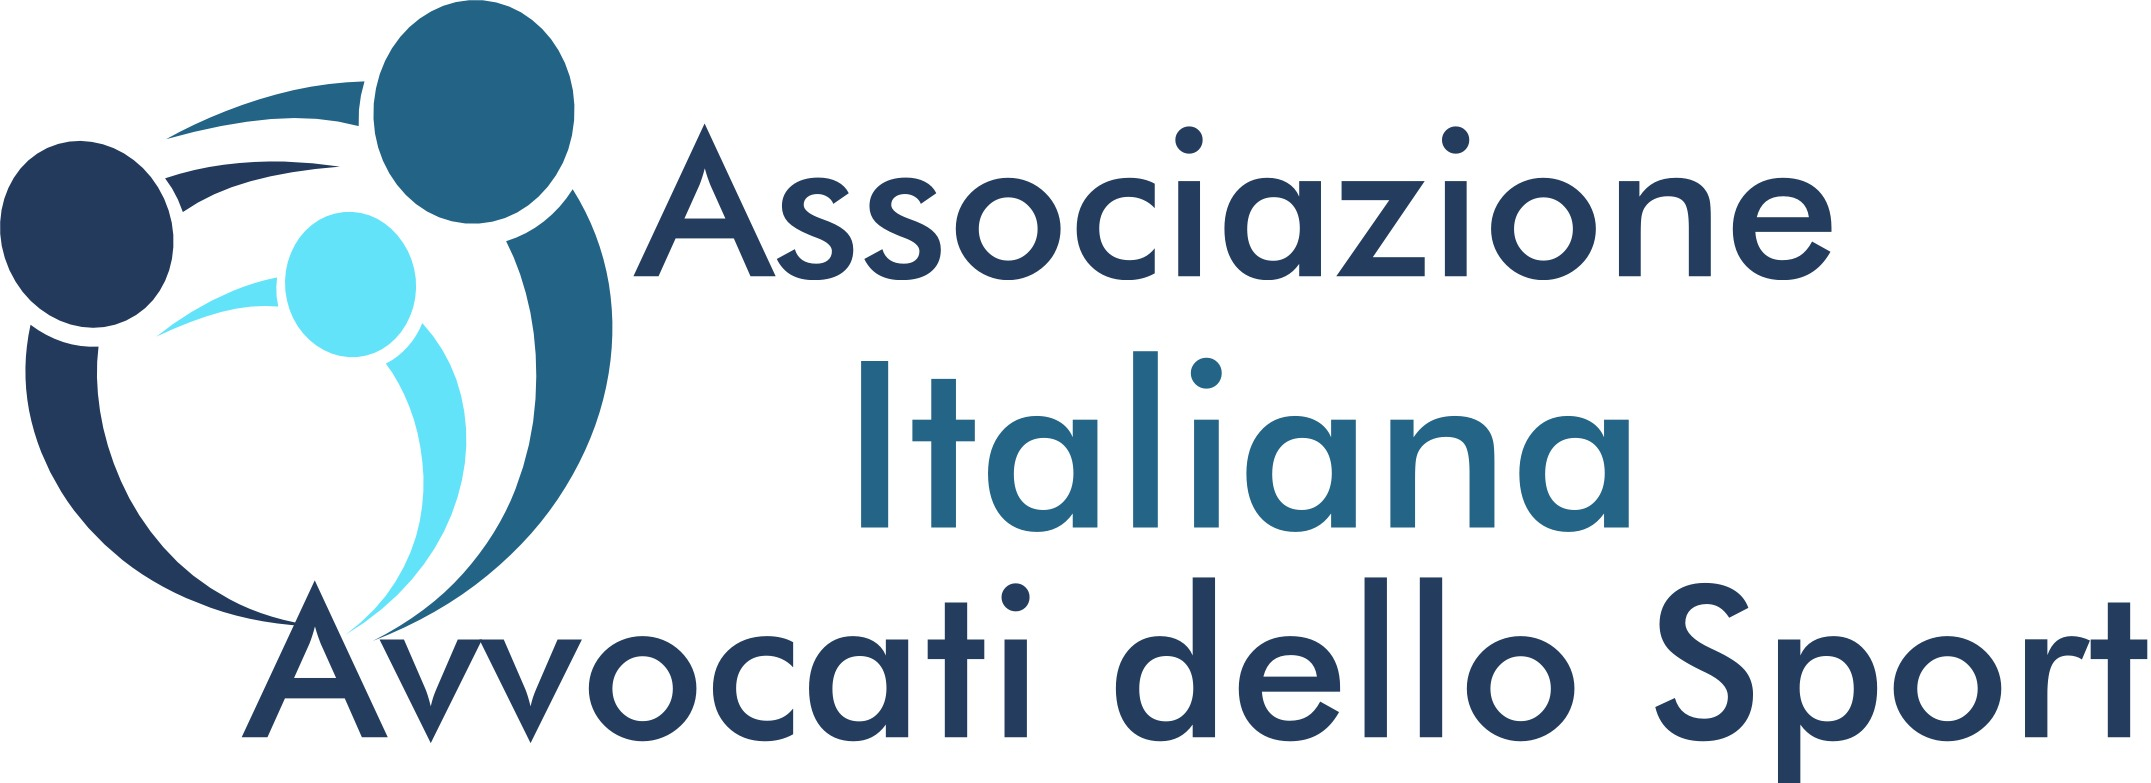 Associazione
Italiana
Avvocati dello Sport